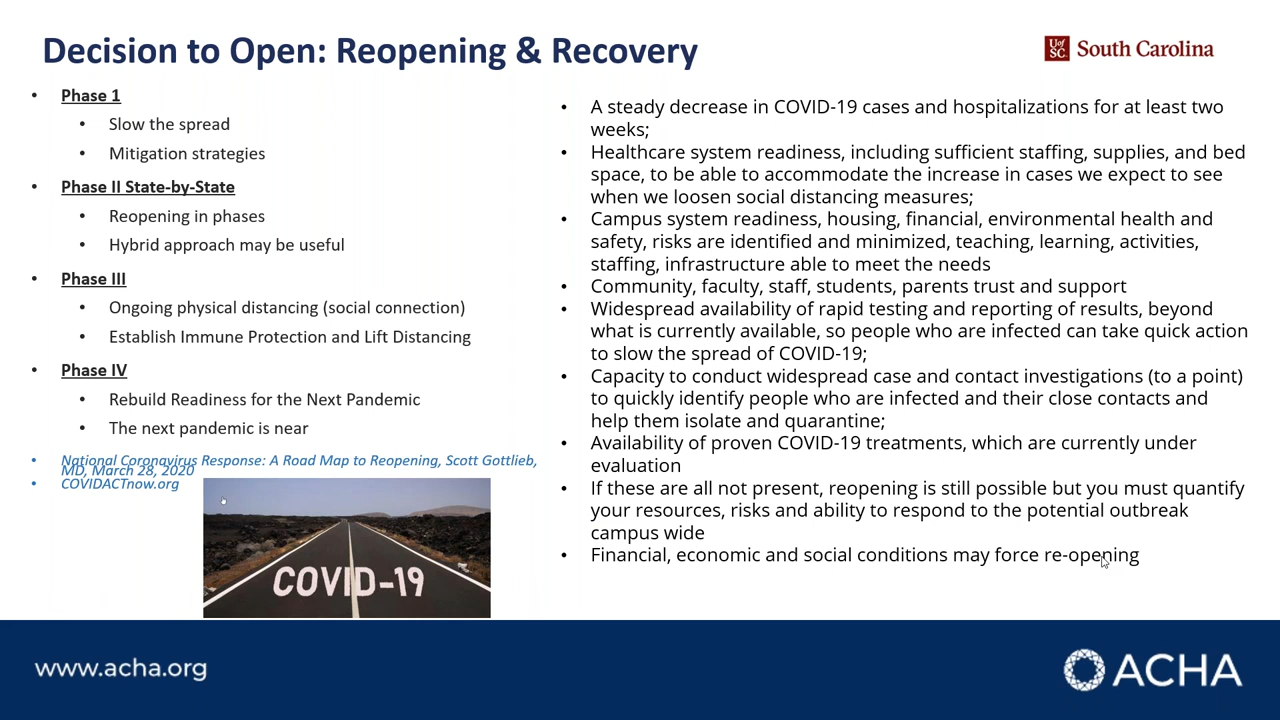 Decision to Open: Reopening & Recovery
U of SC South Carolina
• Phase 1
• Slow the spread
• Mitigation strategies
• Phase II State-by-State
• Reopening in phases
• Hybrid approach may be useful
• Phase III
• Ongoing physical distancing (social connection)
• Establish Immune Protection and Lift Distancing
• Phase IV
• Rebuild Readiness for the Next Pandemic
• The next pandemic is near
• National Coronavirus Response: A Road Map to Reopening, Scott Gottlieb,
MD, March 28, 2020
• COVIDACTnow.org
COVID-19
• A steady decrease in COVID-19 cases and hospitalizations for at least two
weeks;
• Healthcare system readiness, including sufficient staffing, supplies, and bed
space, to be able to accommodate the increase in cases we expect to see
when we loosen social distancing measures;
• Campus system readiness, housing, financial, environmental health and
safety, risks are identified and minimized, teaching, learning, activities,
staffing, infrastructure able to meet the needs
• Community, faculty, staff, students, parents trust and support
• Widespread availability of rapid testing and reporting of results, beyond
what is currently available, so people who are infected can take quick action
to slow the spread of COVID-19;
• Capacity to conduct widespread case and contact investigations (to a point)
to quickly identify people who are infected and their close contacts and
help them isolate and quarantine;
• Availability of proven COVID-19 treatments, which are currently under
evaluation
• If these are all not present, reopening is still possible but you must quantify
your resources, risks and ability to respond to the potential outbreak
campus wide
• Financial, economic and social conditions may force re-opening
www.acha.org
ACHA